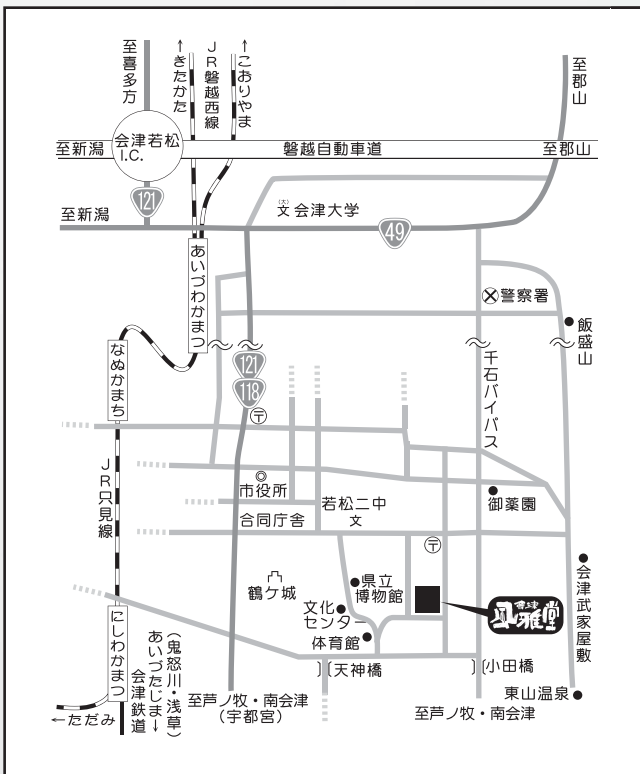 至喜多方
←きたかた
JR磐越西線
←こおりやま
至郡山
会津若松
I.C.
至新潟
磐越自動車道
至郡山
121
(大)
文 会津大学
至新潟
49
あいづわかまつ
警察署
飯盛山
121
118
〒
千石バイパス
なぬかまち
JR只見線
市役所
若松二中
文
御薬園
合同庁舎
〒
鶴ケ城
県立
博物館
文化
センター
体育館
會津
風雅堂
会津武家屋敷
にしわかまつ
(鬼怒川・浅草)
あいづたじま→
会津鉄道
←ただみ
天神橋
小田橋
東山温泉
至芦ノ牧・南会津
(宇都宮)
至芦ノ牧・南会津